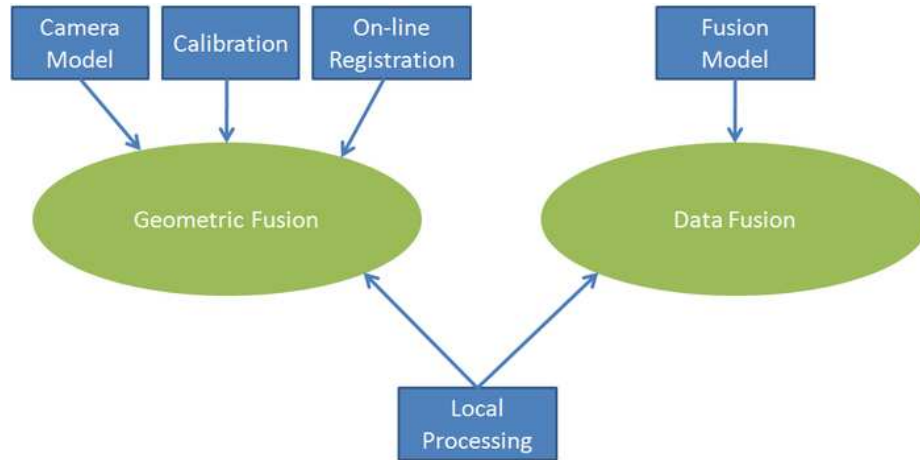 Camera
Model
Calibration
On-line
Registration
Fusion
Model
Geometric Fusion
Data Fusion
Local
Processing